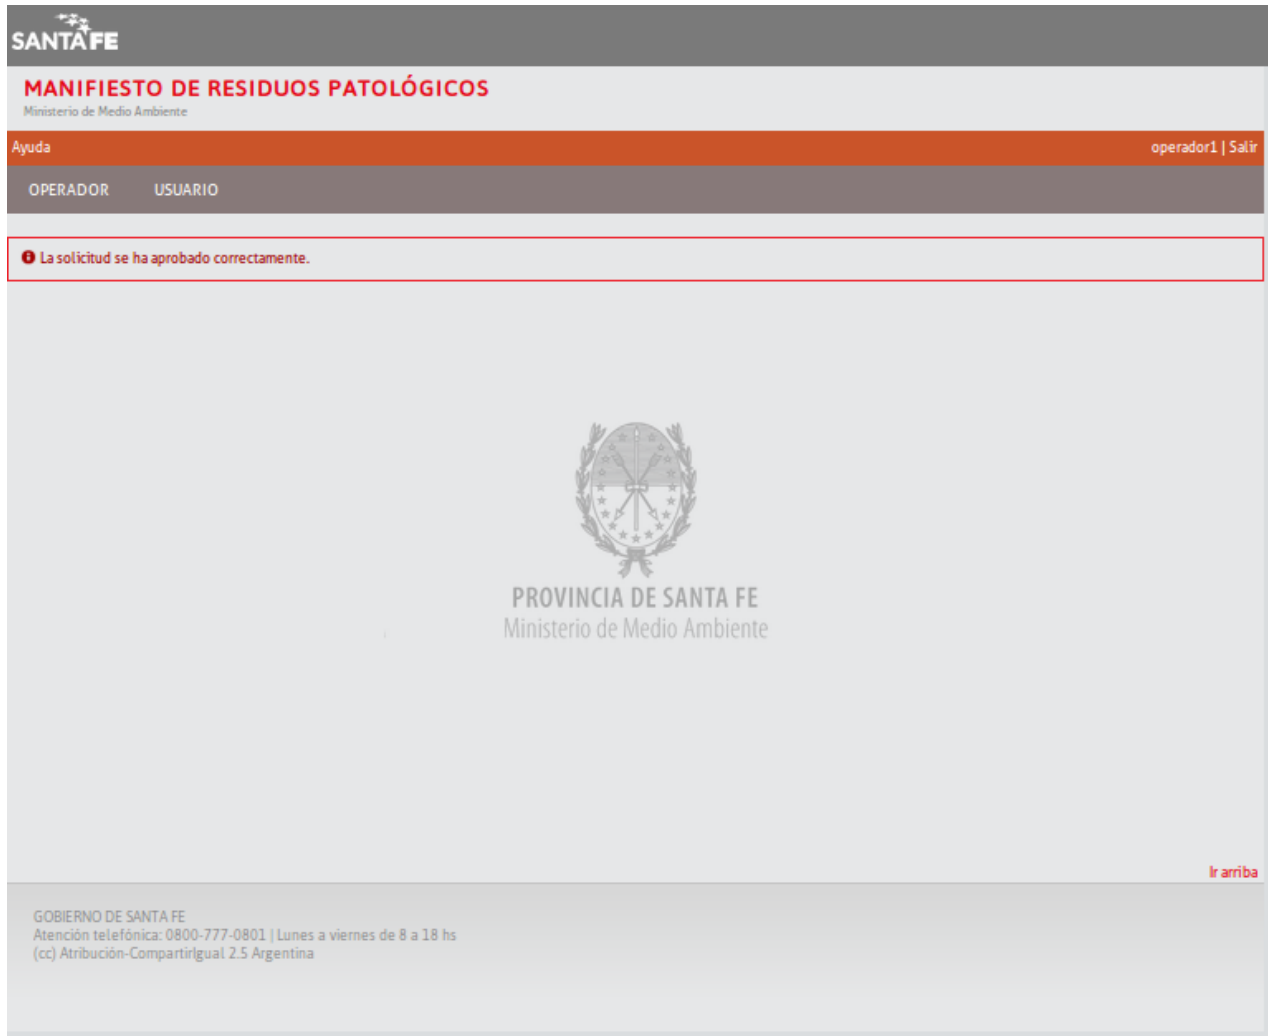 SANTA FE
MANIFIESTO DE RESIDUOS PATOLÓGICOS
Ministerio de Medio Ambiente
Ayuda operador1 | Salir
OPERADOR USUARIO
La solicitud se ha aprobado correctamente.
PROVINCIA DE SANTA FE
Ministerio de Medio Ambiente
Ir arriba
GOBIERNO DE SANTA FE
Atención telefónica: 0800-777-0801 | Lunes a viernes de 8 a 18 hs
(cc) Atribución-CompartirIgual 2.5 Argentina